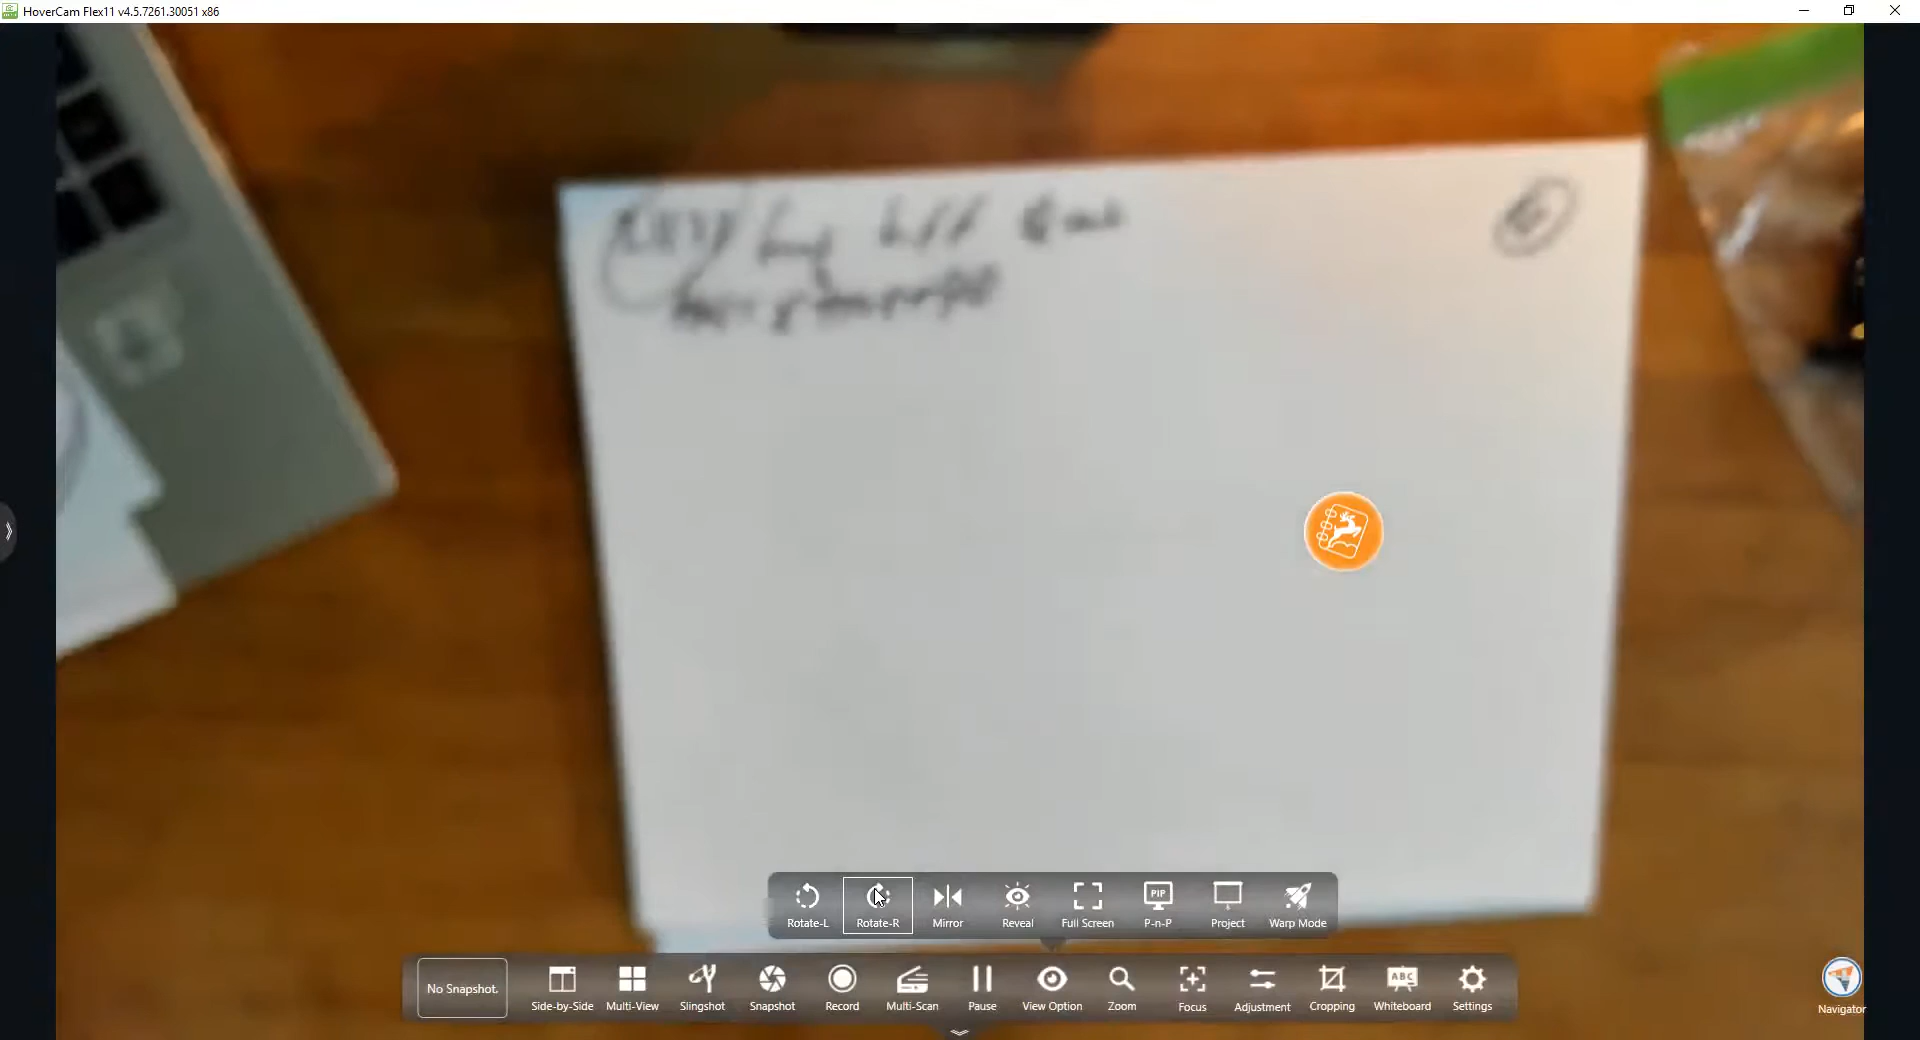 HoverCam Flex11 v4.5.7261.30051 x86
Rotate-L
Rotate-R
Mirror
Reveal
Full Screen
PIP
P-n-P
Project
Warp Mode
No Snapshot.
Side-by-Side
Multi-View
Slingshot
Snapshot
Record
Multi-Scan
Pause
View Option
Zoom
Focus
Adjustment
Cropping
ABC
Whiteboard
Settings
Navigator